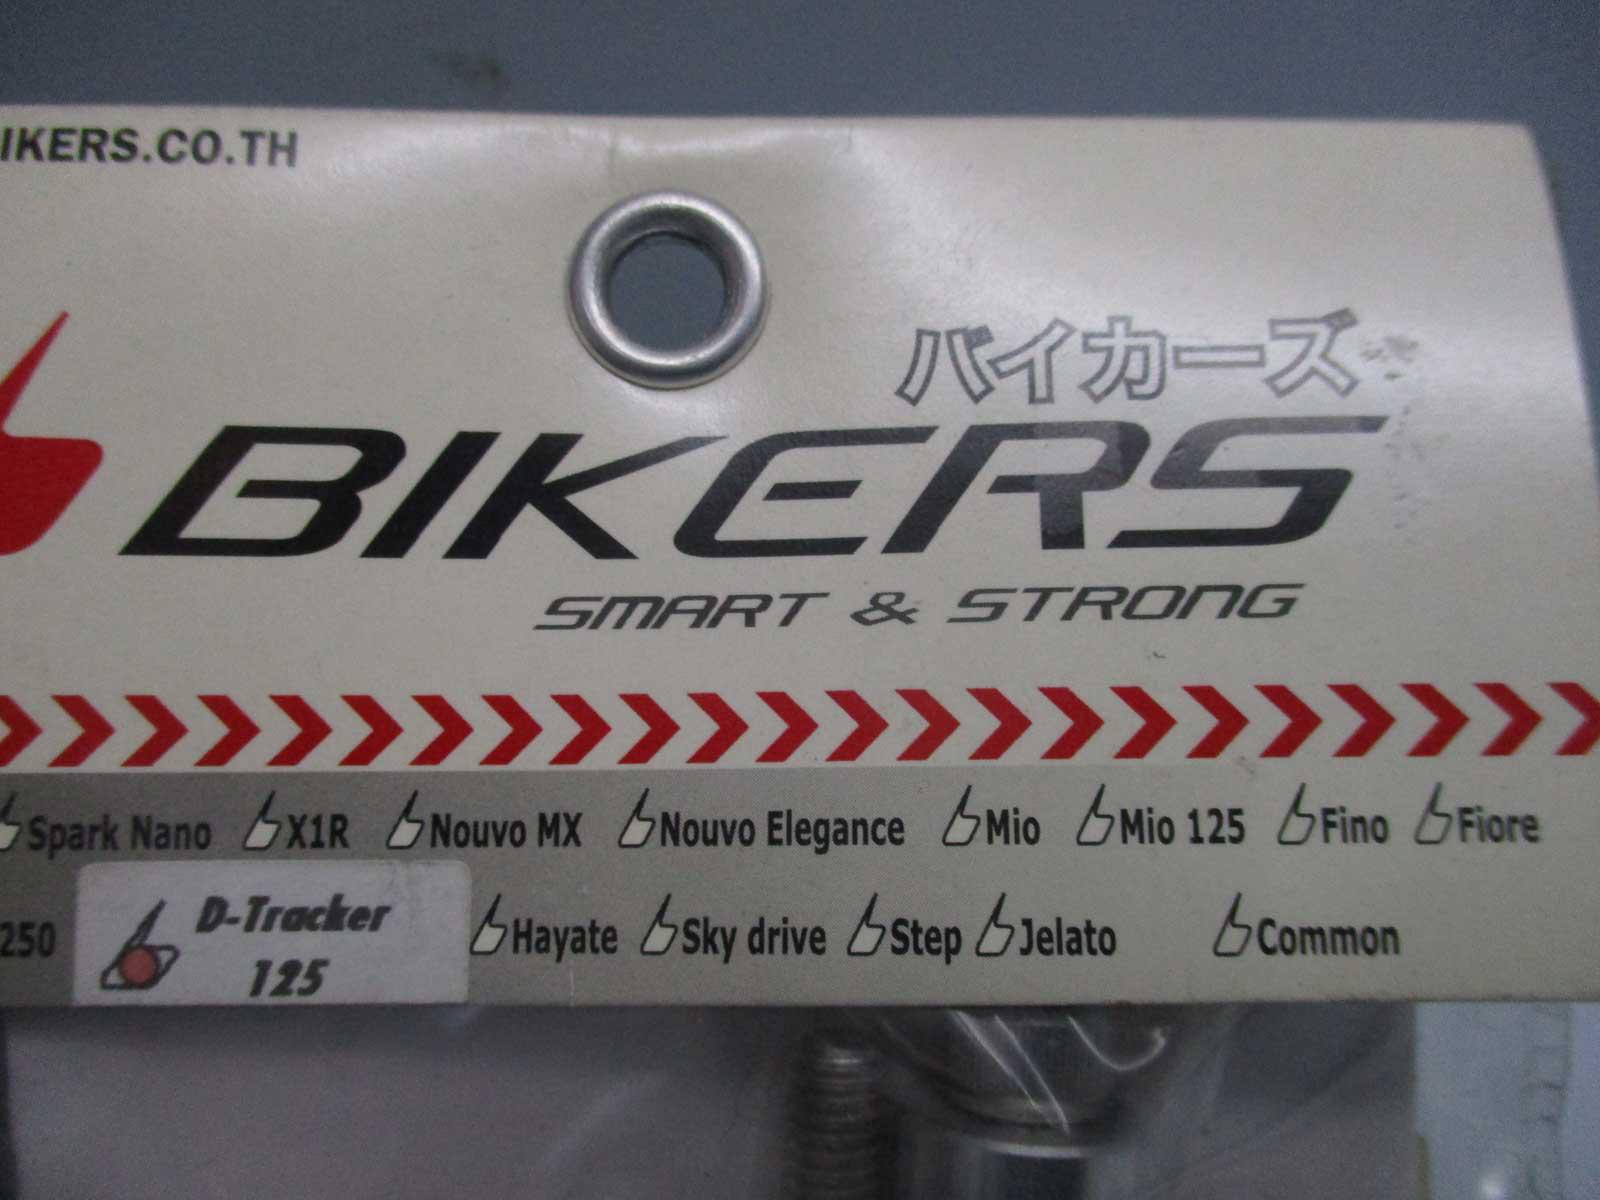 IKERS.CO.TH
バイカーズ
BIKERS
SMART & STRONG
Spark Nano X1R Nouvo MX Nouvo Elegance Mio Mio 125 Fino Fiore
250 D-Tracker 125 Hayate Sky drive Step Jelato Common